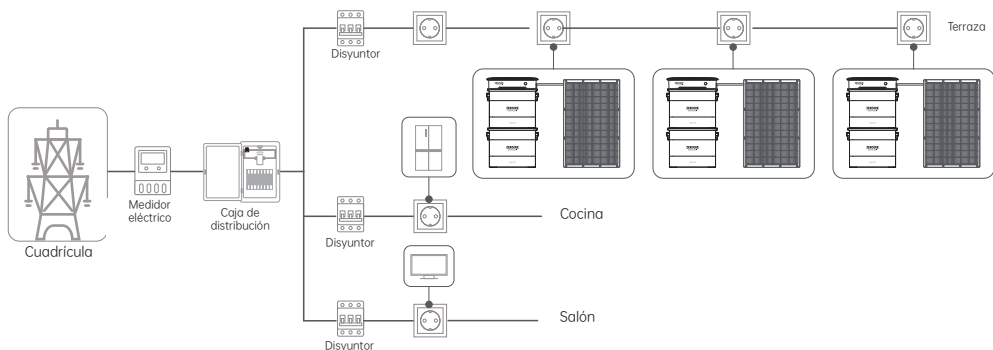 Terraza
Disyuntor
Medidor
eléctrico
Caja de
distribución
Cuadrícula
Disyuntor
Cocina
Disyuntor
Salón